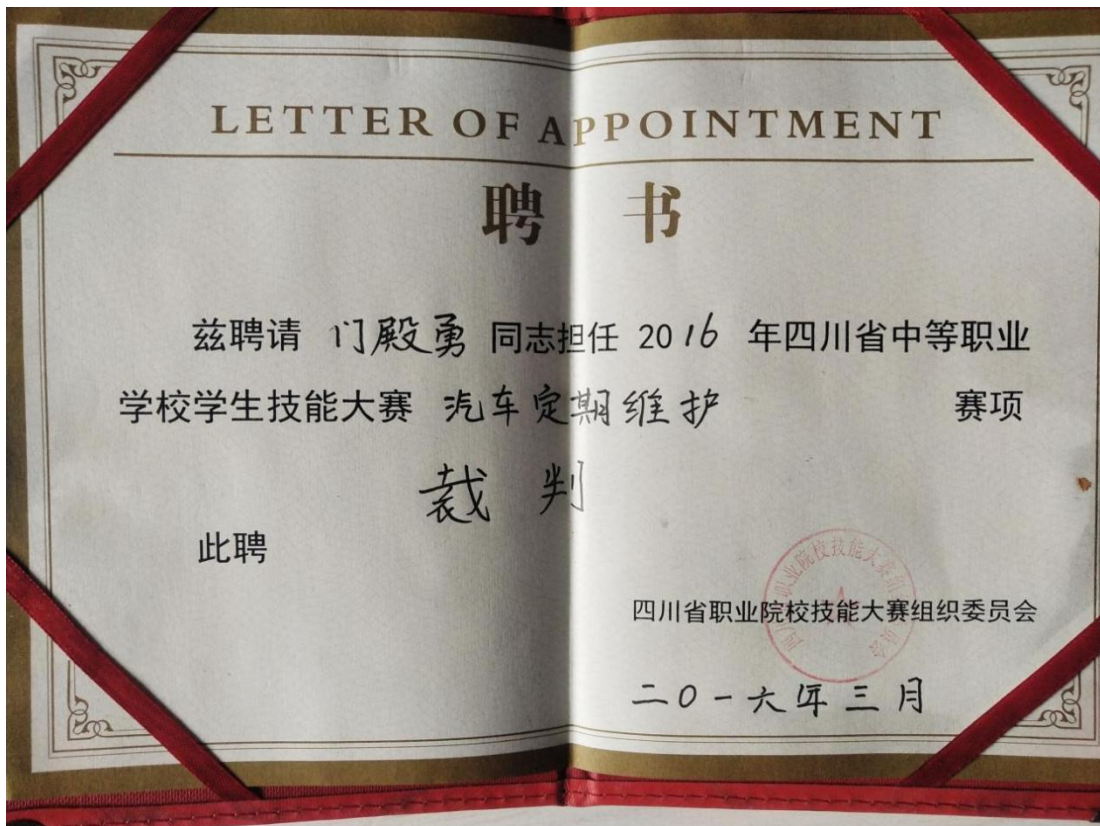 LETTER OF APPOINTMENT
聘 书
兹聘请 门殿勇 同志担任 2016 年四川省中等职业
学校学生技能大赛 汽车定期维护 赛项
裁 判
此聘
四川省职业院校技能大赛组织委员会
二〇一六年三月